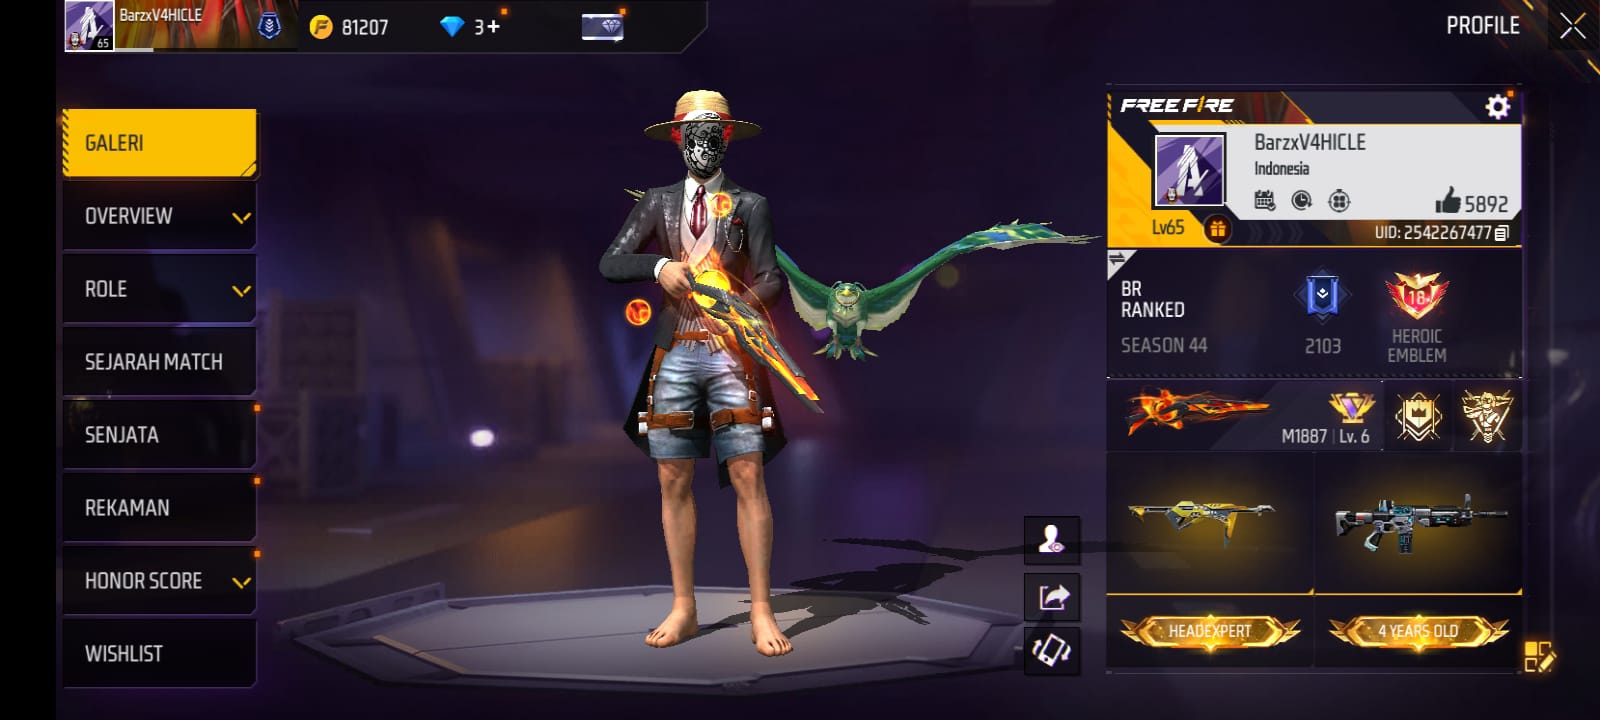 BarzxV4HICLE
65
81207
3+
PROFILE
GALERI
OVERVIEW
ROLE
SEJARAH MATCH
SENJATA
REKAMAN
HONOR SCORE
WISHLIST
FREE FIRE
BarzxV4HICLE
Indonesia
5892
Lv65
UID: 2542267477
BR
RANKED
SEASON 44
2103
18
HEROIC
EMBLEM
M1887 | Lv. 6
HEADEXPERT
4 YEARS OLD